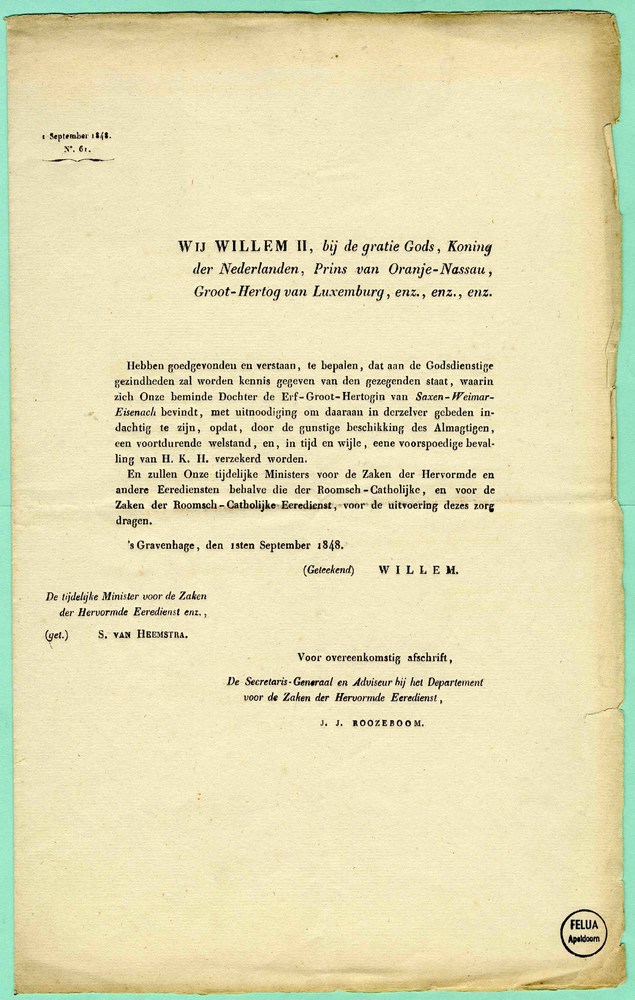 1 September 1848.
N°. 61.
WIJ WILLEM II, bij de gratie Gods, Koning
der Nederlanden, Prins van Oranje-Nassau,
Groot-Hertog van Luxemburg, enz., enz., enz.
Hebben goedgevonden en verstaan, te bepalen, dat aan de Godsdienstige
gezindheden zal worden kennis gegeven van den gezegenden staat, waarin
zich Onze beminde Dochter de Erf-Groot-Hertogin van Saxen-Weimar-
Eisenach bevindt, met uitnoodiging om daaraan in derzelver gebeden in-
dachtig te zijn, opdat, door de gunstige beschikking des Almagtigen,
een voortdurende welstand, en, in tijd en wijle, eene voorspoedige beval-
ling van H. K. H. verzekerd worden.
En zullen Onze tijdelijke Ministers voor de Zaken der Hervormde en
andere Eerediensten behalve die der Roomsch-Catholijke, en voor de
Zaken der Roomsch-Catholijke Eeredienst, voor de uitvoering dezes zorg
dragen.
's Gravenhage, den 1sten September 1848.
(Geteekend) WILLEM.
De tijdelijke Minister voor de Zaken
der Hervormde Eeredienst enz.,
(get.) S. VAN HEEMSTRA.
Voor overeenkomstig afschrift,
De Secretaris-Generaal en Adviseur bij het Departement
voor de Zaken der Hervormde Eeredienst,
J. J. ROOZEBOOM.
FELUA
Apeldoorn